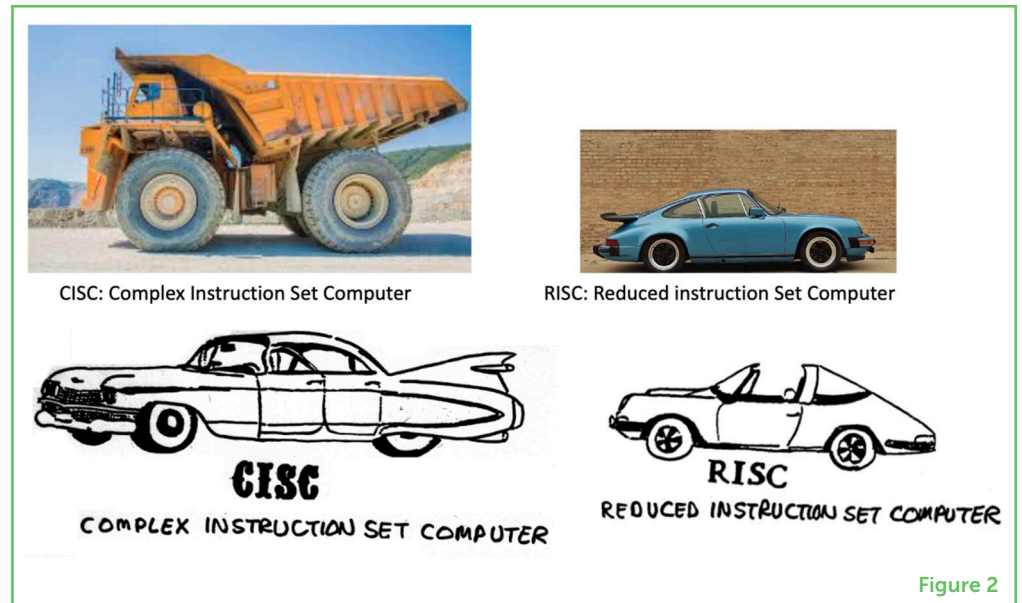 CISC: Complex Instruction Set Computer
RISC: Reduced instruction Set Computer
CISC
COMPLEX INSTRUCTION SET COMPUTER
RISC
REDUCED INSTRUCTION SET COMPUTER
Figure 2